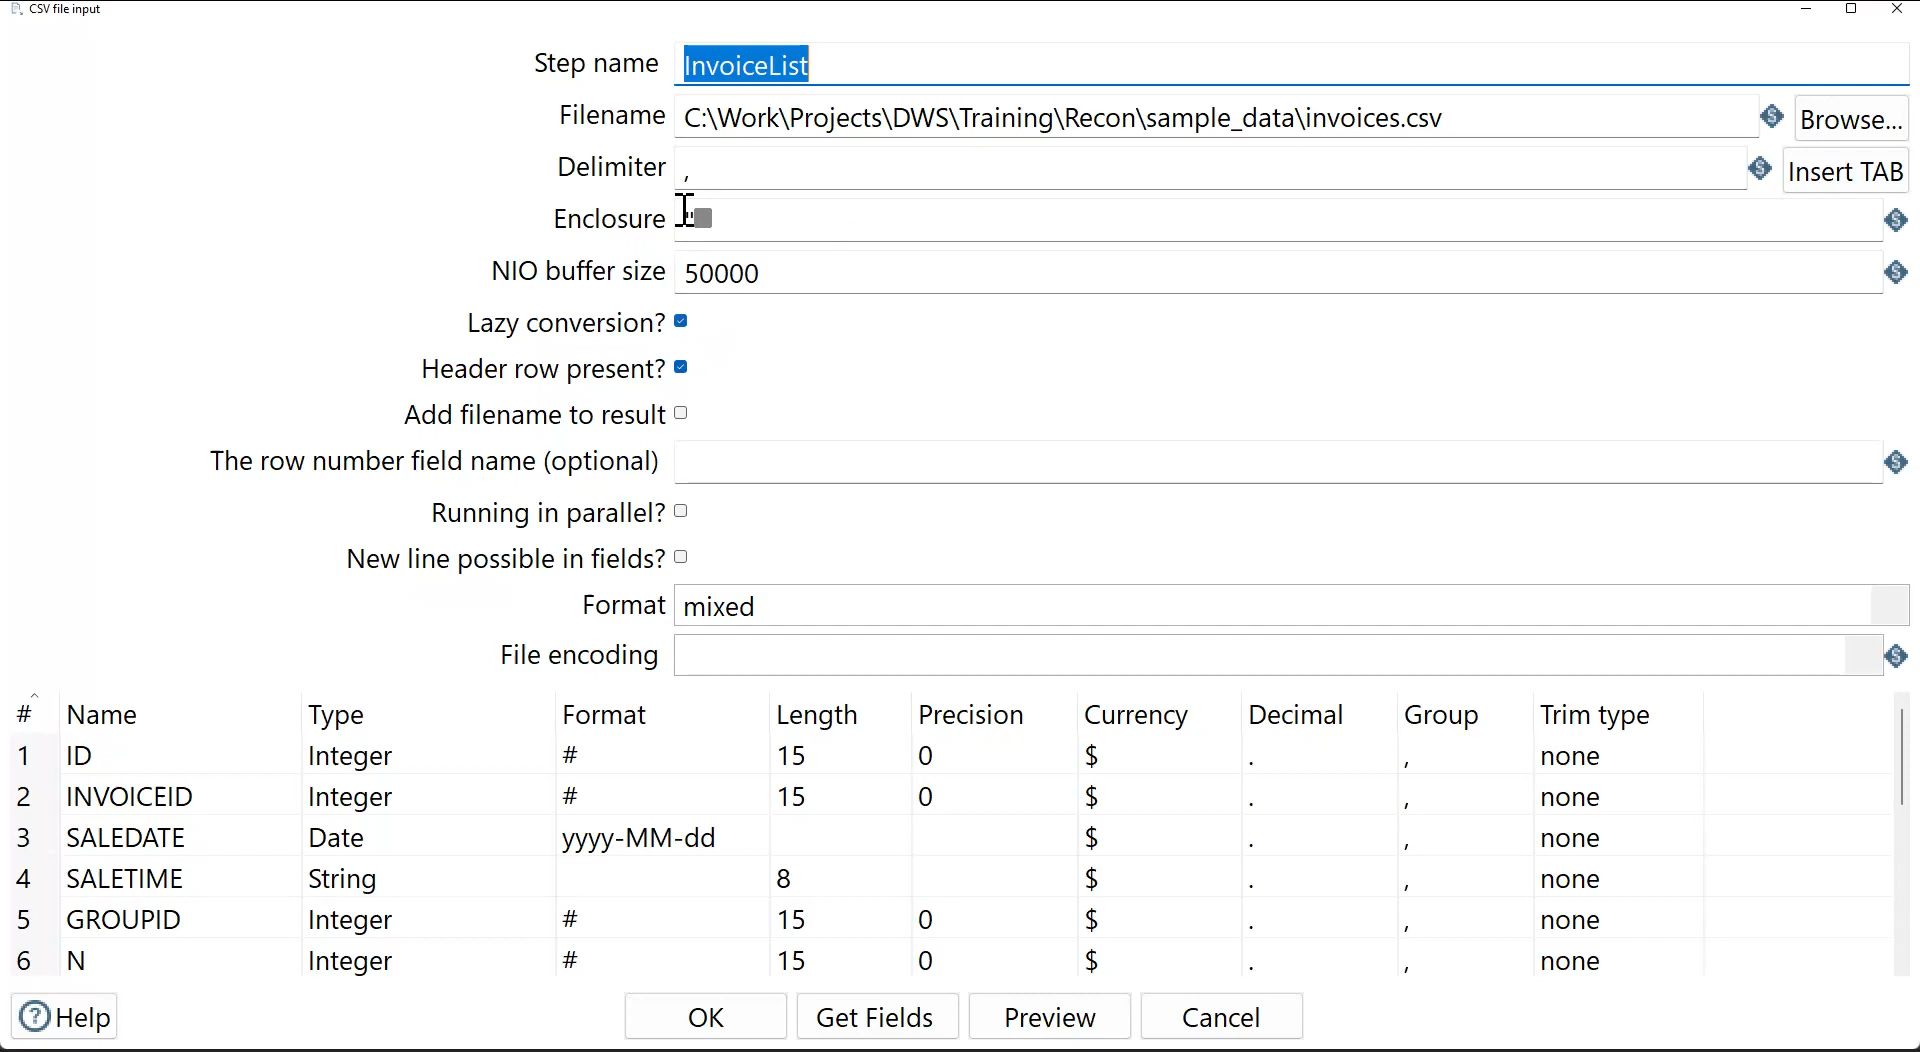 CSV file input
Step name InvoiceList
Filename C:\Work\Projects\DWS\Training\Recon\sample_data\invoices.csv Browse...
Delimiter , Insert TAB
Enclosure "
NIO buffer size 50000
Lazy conversion?
Header row present?
Add filename to result
The row number field name (optional)
Running in parallel?
New line possible in fields?
Format mixed
File encoding
# Name Type Format Length Precision Currency Decimal Group Trim type
1 ID Integer # 15 0 $ . , none
2 INVOICEID Integer # 15 0 $ . , none
3 SALEDATE Date yyyy-MM-dd $ . , none
4 SALETIME String 8 $ . , none
5 GROUPID Integer # 15 0 $ . , none
6 N Integer # 15 0 $ . , none
? Help OK Get Fields Preview Cancel